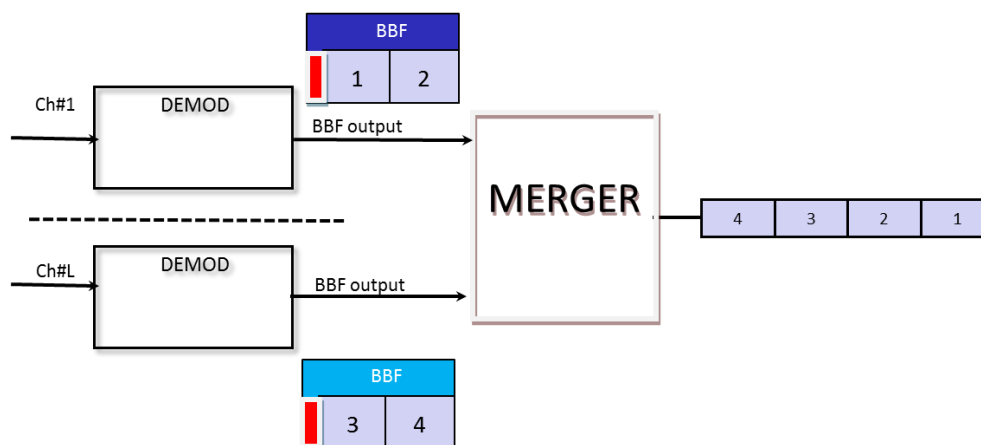 BBF
1 2
Ch#1
DEMOD
BBF output
MERGER
4 3 2 1
Ch#L
DEMOD
BBF output
BBF
3 4